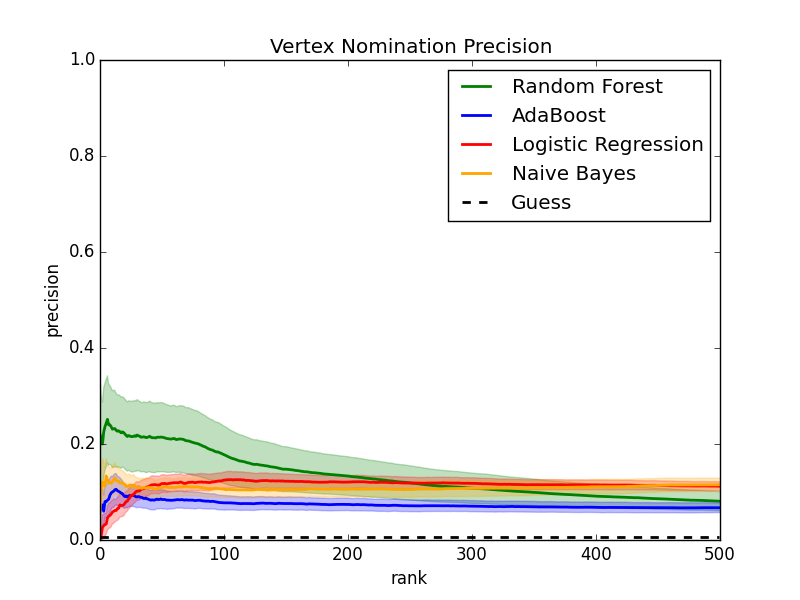 Vertex Nomination Precision
1.0
0.8
0.6
0.4
0.2
0.0
precision
Random Forest
AdaBoost
Logistic Regression
Naive Bayes
Guess
0 100 200 300 400 500
rank